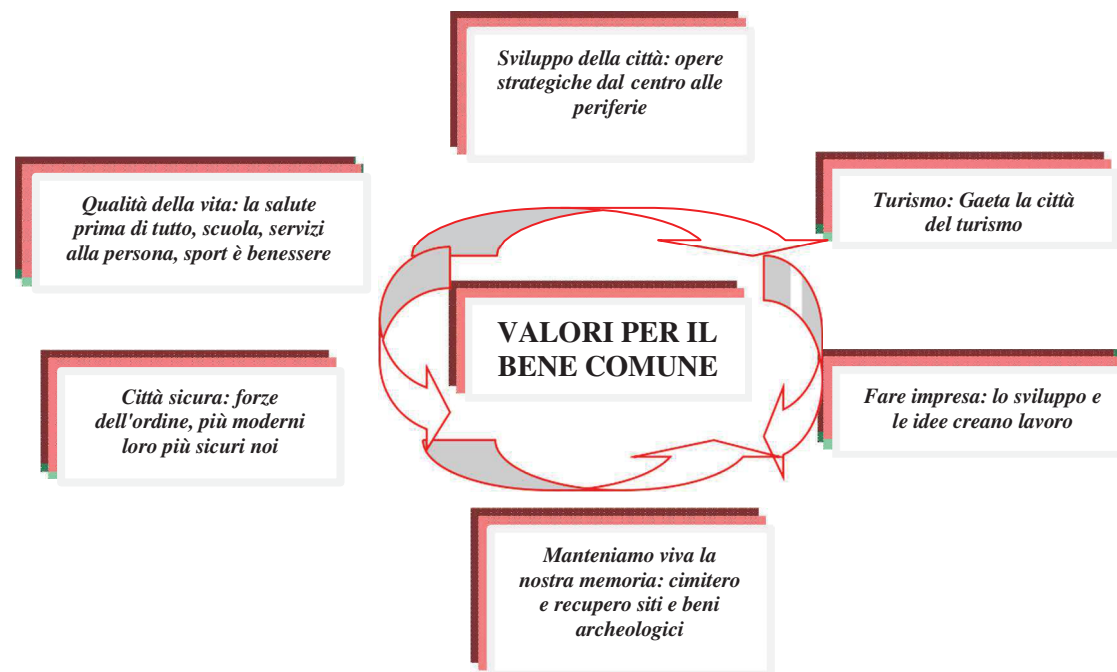 Sviluppo della città: opere
strategiche dal centro alle
periferie
Qualità della vita: la salute
prima di tutto, scuola, servizi
alla persona, sport è benessere
Turismo: Gaeta la città
del turismo
VALORI PER IL
BENE COMUNE
Città sicura: forze
dell'ordine, più moderni
loro più sicuri noi
Fare impresa: lo sviluppo e
le idee creano lavoro
Manteniamo viva la
nostra memoria: cimitero
e recupero siti e beni
archeologici